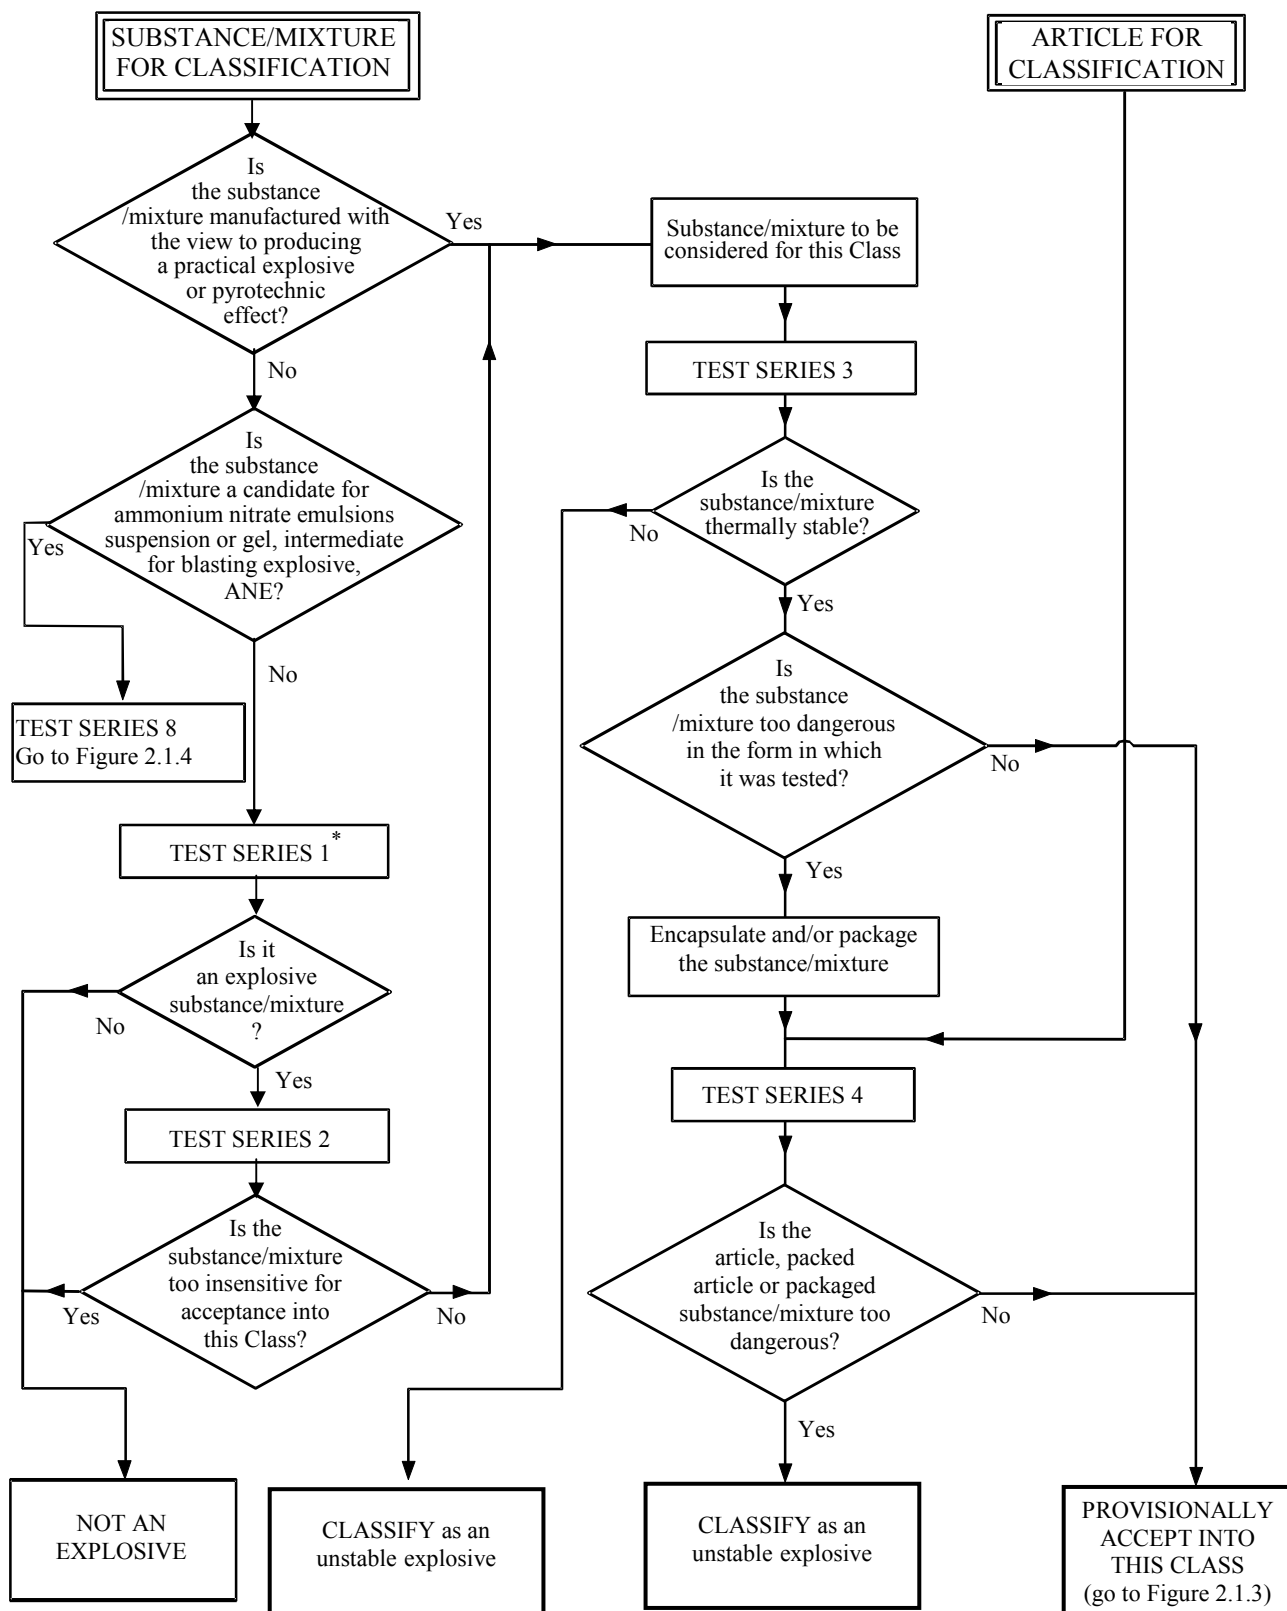 SUBSTANCE/MIXTURE
FOR CLASSIFICATION
ARTICLE FOR
CLASSIFICATION
Is
the substance
/mixture manufactured with
the view to producing
a practical explosive
or pyrotechnic
effect?
Yes
No
Substance/mixture to be
considered for this Class
TEST SERIES 3
Is
the substance
/mixture a candidate for
ammonium nitrate emulsions
suspension or gel, intermediate
for blasting explosive,
ANE?
Yes
No
Is the
substance/mixture
thermally stable?
No
Yes
TEST SERIES 8
Go to Figure 2.1.4
Is
the substance
/mixture too dangerous
in the form in which
it was tested?
No
Yes
TEST SERIES 1*
Is it
an explosive
substance/mixture
?
No
Yes
Encapsulate and/or package
the substance/mixture
TEST SERIES 2
TEST SERIES 4
Is the
substance/mixture
too insensitive for
acceptance into
this Class?
Yes
No
Is the
article, packed
article or packaged
substance/mixture too
dangerous?
No
Yes
NOT AN
EXPLOSIVE
CLASSIFY as an
unstable explosive
CLASSIFY as an
unstable explosive
PROVISIONALLY
ACCEPT INTO
THIS CLASS
(go to Figure 2.1.3)